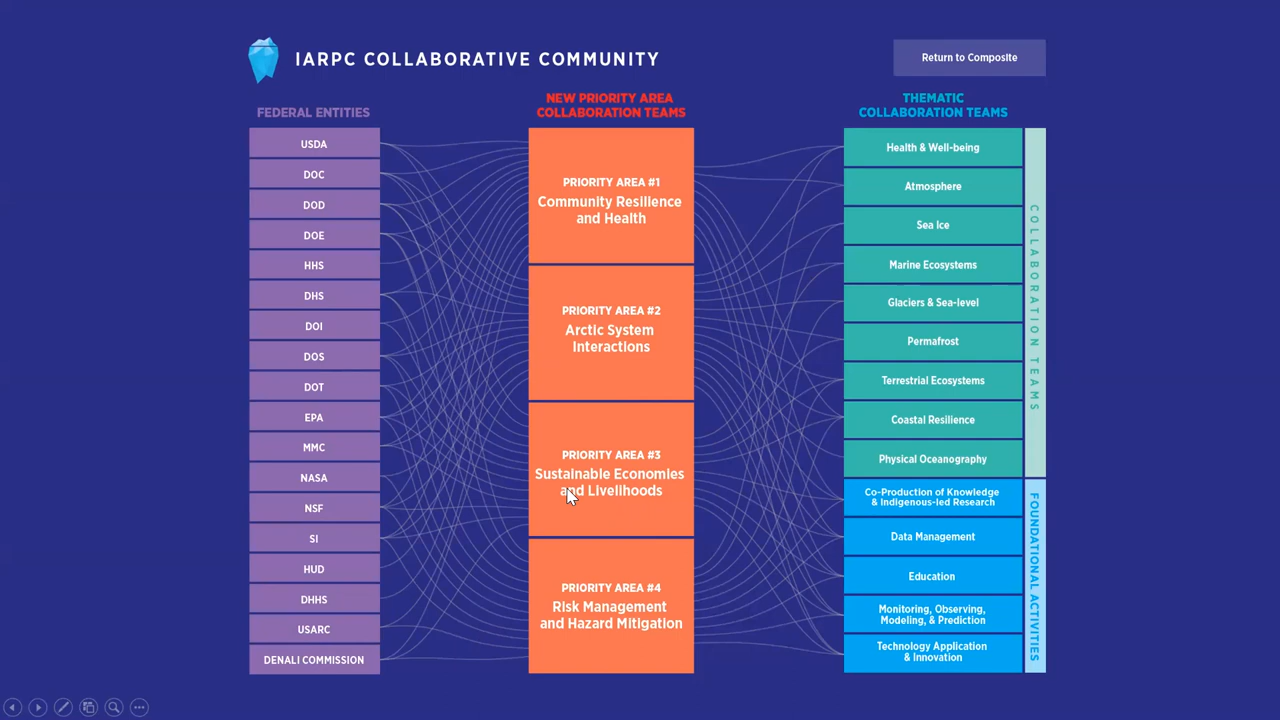 IARPC COLLABORATIVE COMMUNITY
Return to Composite
FEDERAL ENTITIES
USDA
DOC
DOD
DOE
HHS
DHS
DOI
DOS
DOT
EPA
MMC
NASA
NSF
SI
HUD
DHHS
USARC
DENALI COMMISSION
NEW PRIORITY AREA
COLLABORATION TEAMS
PRIORITY AREA #1
Community Resilience
and Health
PRIORITY AREA #2
Arctic System
Interactions
PRIORITY AREA #3
Sustainable Economies
and Livelihoods
PRIORITY AREA #4
Risk Management
and Hazard Mitigation
THEMATIC
COLLABORATION TEAMS
Health & Well-being
Atmosphere
Sea Ice
Marine Ecosystems
Glaciers & Sea-level
Permafrost
Terrestrial Ecosystems
Coastal Resilience
Physical Oceanography
Co-Production of Knowledge
& Indigenous-led Research
Data Management
Education
Monitoring, Observing,
Modeling, & Prediction
Technology Application
& Innovation
COLLABORATION TEAMS
FOUNDATIONAL ACTIVITIES